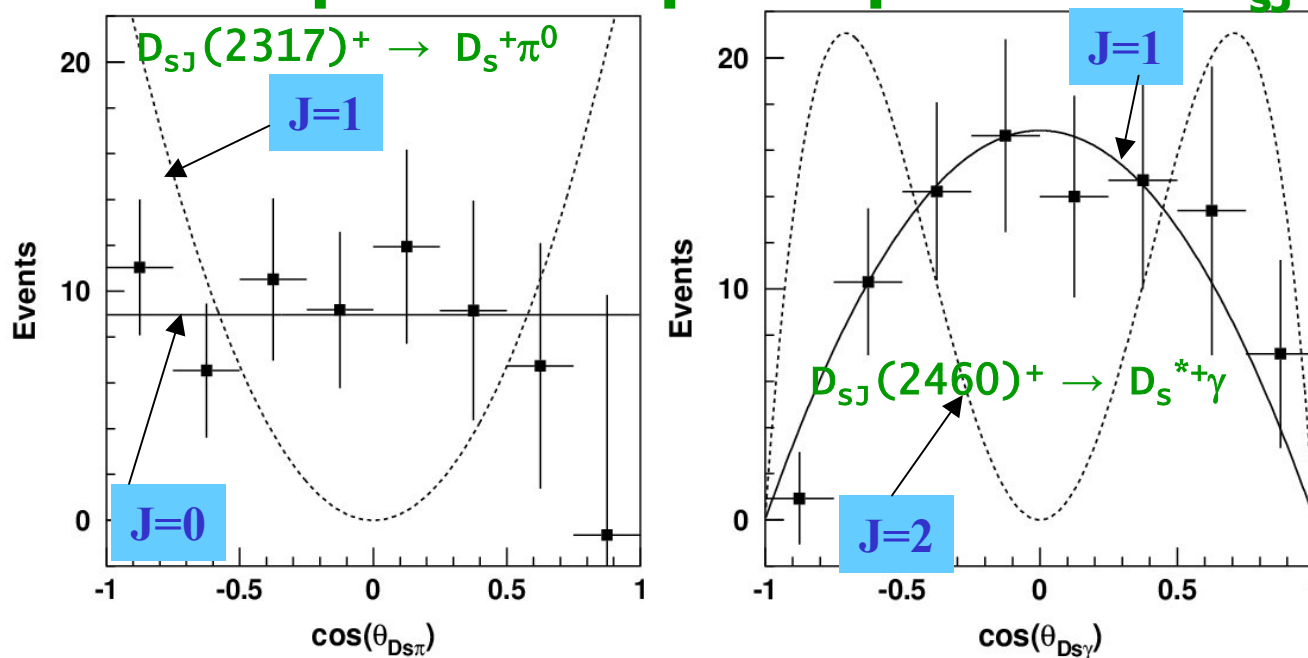 sJ
D_sJ(2317)^+ → D_s^+π^0
J=1
J=0
Events
20
10
0
-1 -0.5 0 0.5 1
cos(θ_Dsπ)
J=1
D_sJ(2460)^+ → D_s^*+γ
J=2
Events
20
10
0
-1 -0.5 0 0.5
cos(θ_Dsγ)